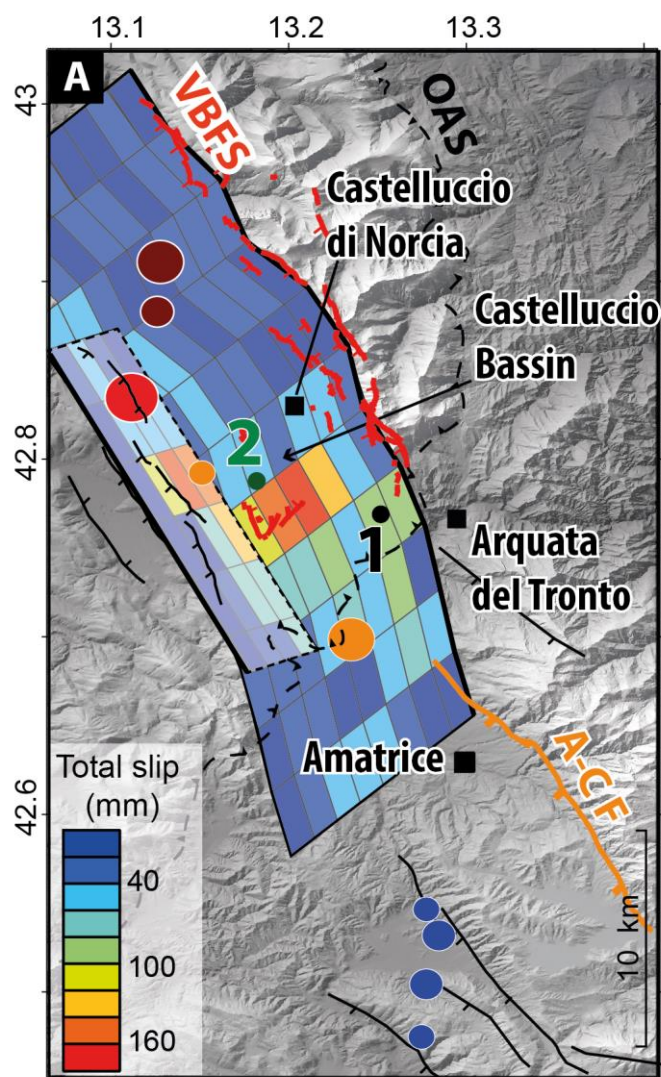 13.1 13.2 13.3
A
43
VBFS
OAS
Castelluccio
di Norcia
Castelluccio
Bassin
42.8
2
1
Arquata
del Tronto
Amatrice
A-CF
42.6
Total slip
(mm)
40
100
160
10 km